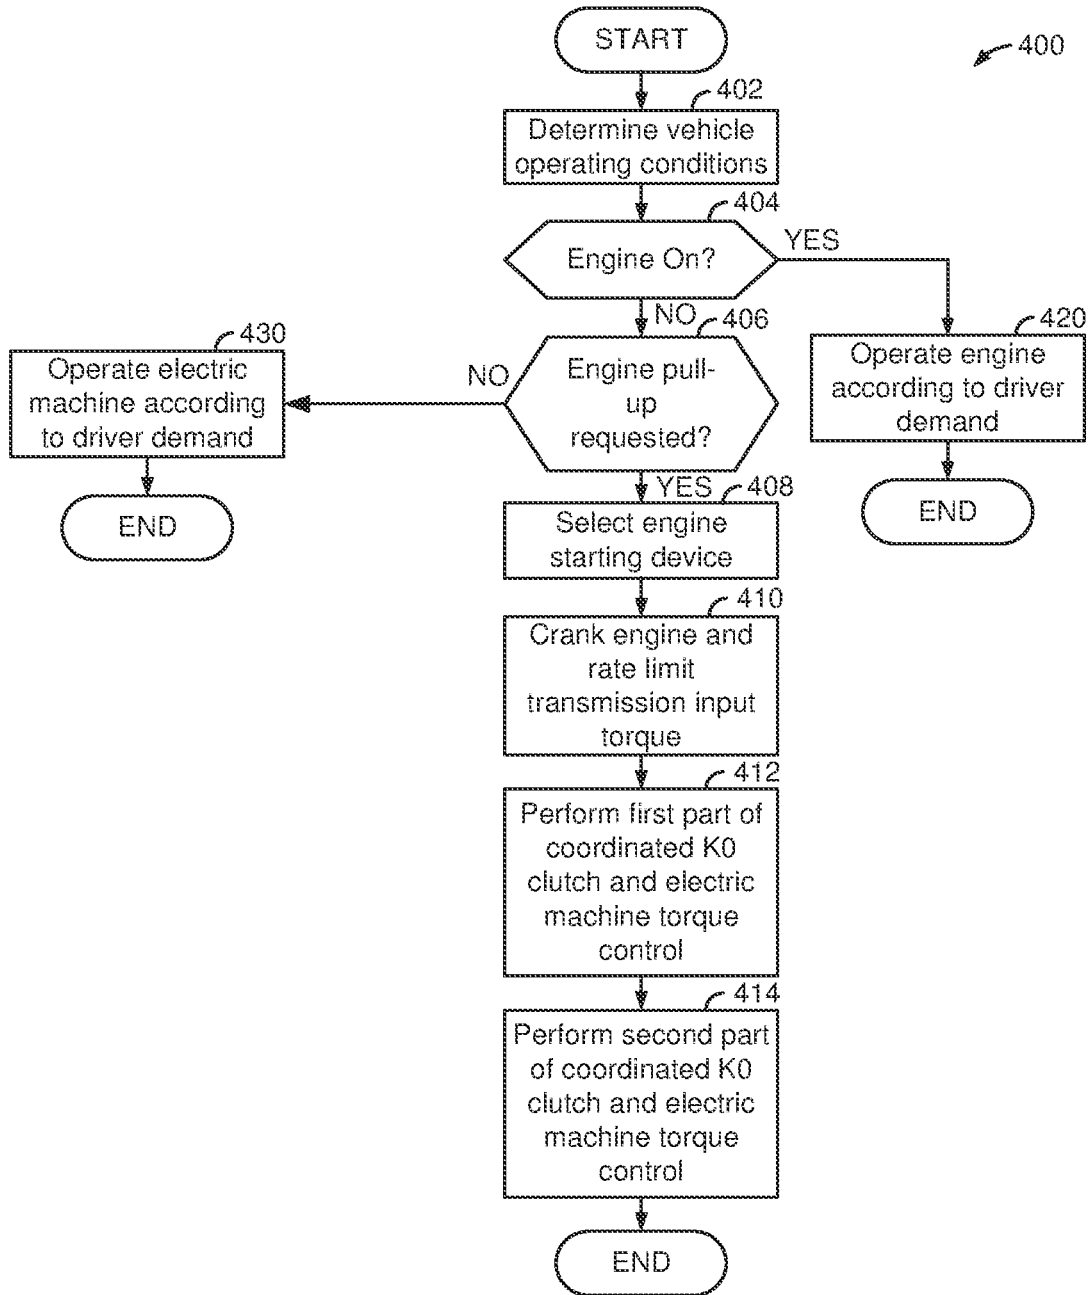 START
400
402
Determine vehicle
operating conditions
404
Engine On?
YES
NO
406
Engine pull-
up
requested?
NO
YES
420
Operate engine
according to driver
demand
END
430
Operate electric
machine according
to driver demand
END
408
Select engine
starting device
410
Crank engine and
rate limit
transmission input
torque
412
Perform first part of
coordinated K0
clutch and electric
machine torque
control
414
Perform second part
of coordinated K0
clutch and electric
machine torque
control
END